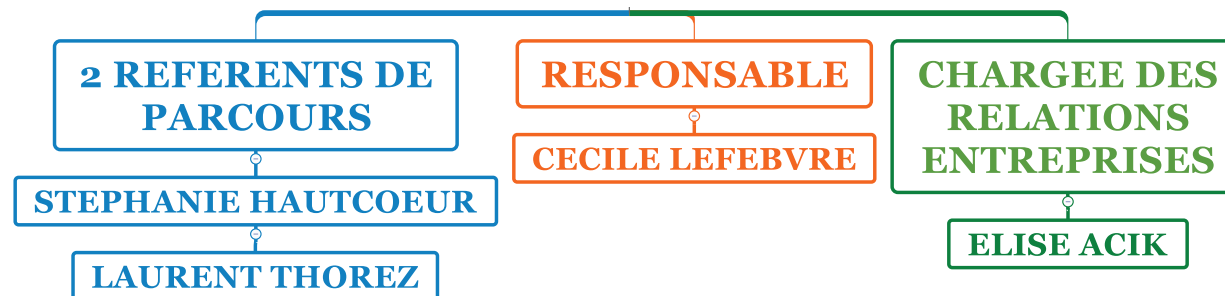 2 REFERENTS DE
PARCOURS
STEPHANIE HAUTCOEUR
LAURENT THOREZ
RESPONSABLE
CECILE LEFEBVRE
CHARGEE DES
RELATIONS
ENTREPRISES
ELISE ACIK